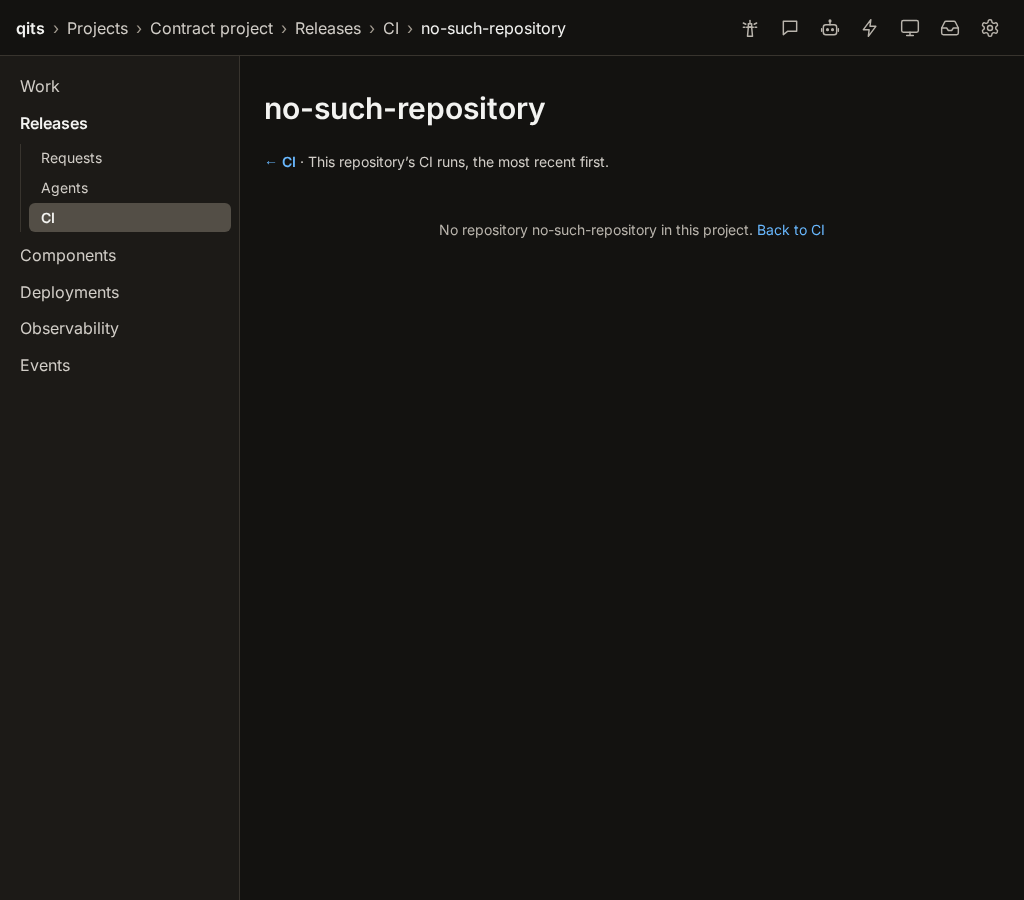 qits › Projects › Contract project › Releases › CI › no-such-repository
Work
Releases
Requests
Agents
CI
Components
Deployments
Observability
Events
no-such-repository
← CI · This repository’s CI runs, the most recent first.
No repository no-such-repository in this project. Back to CI